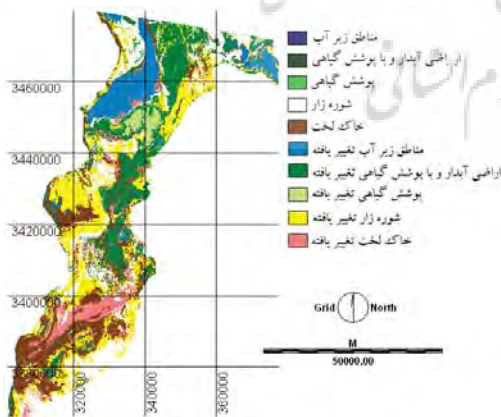 مناطق زیر آب
اراضی آبدار و با پوشش گیاهی
پوشش گیاهی
شوره زار
خاک لخت
مناطق زیر آب تغییر یافته
اراضی آبدار و با پوشش گیاهی تغییر یافته
پوشش گیاهی تغییر یافته
شوره زار تغییر یافته
خاک لخت تغییر یافته
3460000
3440000
3420000
3400000
3380000
320000
340000
360000
Grid North
M
50000.00